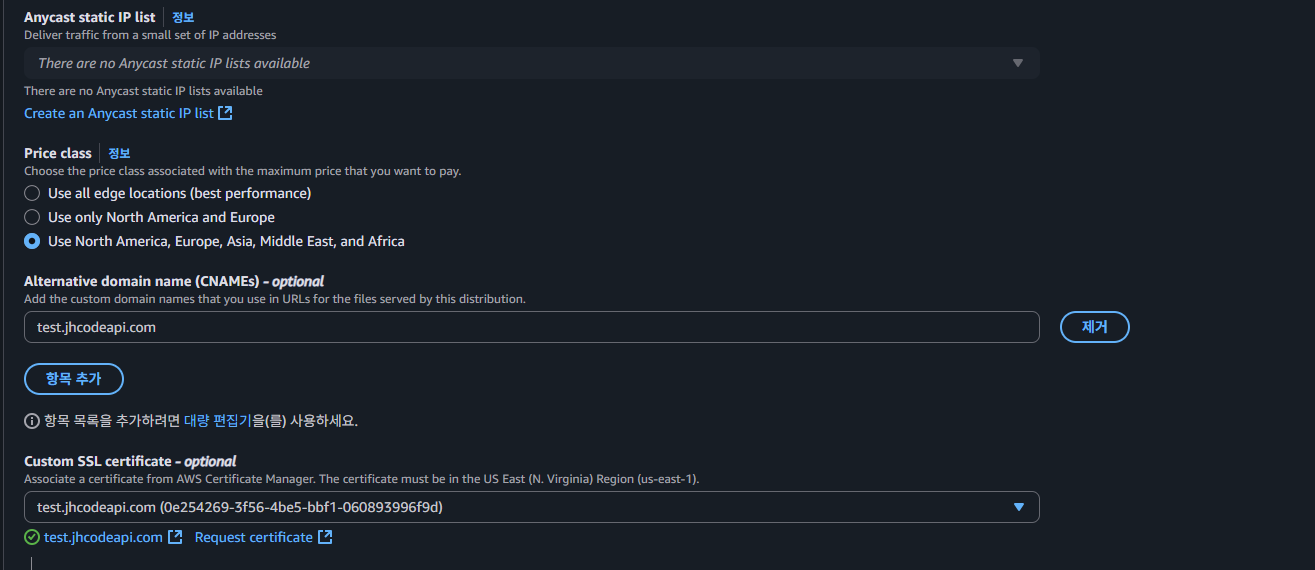 Anycast static IP list 정보
Deliver traffic from a small set of IP addresses
There are no Anycast static IP lists available
There are no Anycast static IP lists available
Create an Anycast static IP list
Price class 정보
Choose the price class associated with the maximum price that you want to pay.
Use all edge locations (best performance)
Use only North America and Europe
Use North America, Europe, Asia, Middle East, and Africa
Alternative domain name (CNAMEs) - optional
Add the custom domain names that you use in URLs for the files served by this distribution.
test.jhcodeapi.com 제거
항목 추가
항목 목록을 추가하려면 대량 편집기을(를) 사용하세요.
Custom SSL certificate - optional
Associate a certificate from AWS Certificate Manager. The certificate must be in the US East (N. Virginia) Region (us-east-1).
test.jhcodeapi.com (0e254269-3f56-4be5-bbf1-060893996f9d)
test.jhcodeapi.com Request certificate